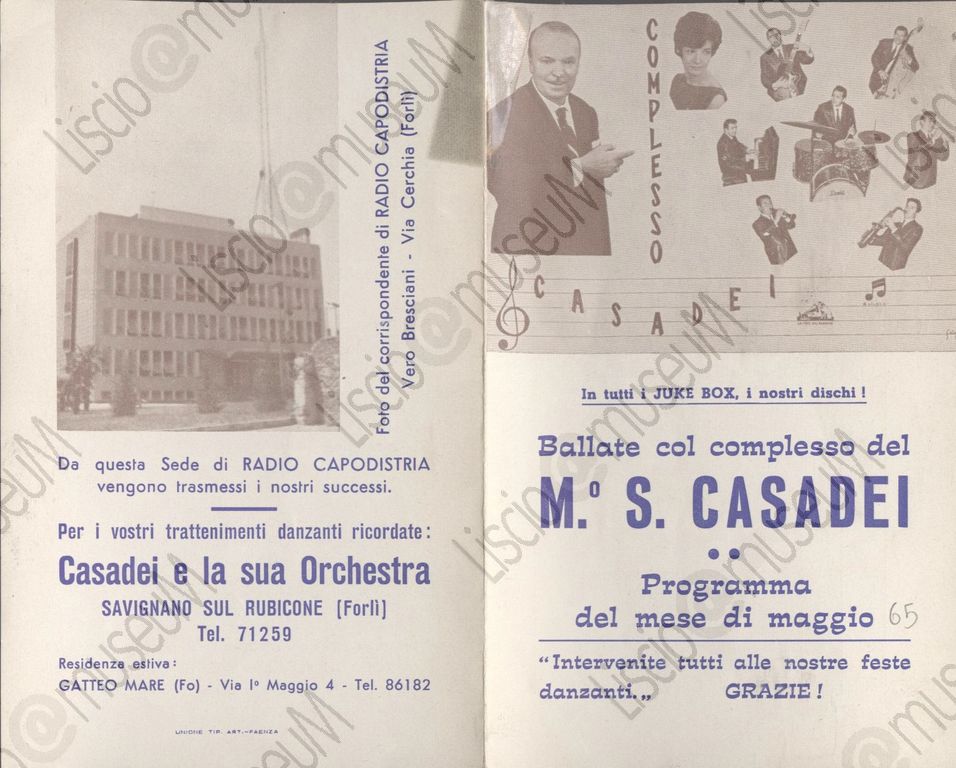 Foto del corrispondente di RADIO CAPODISTRIA
Vero Bresciani - Via Cerchia (Forlì)
Da questa Sede di RADIO CAPODISTRIA
vengono trasmessi i nostri successi.
Per i vostri trattenimenti danzanti ricordate:
Casadei e la sua Orchestra
SAVIGNANO SUL RUBICONE (Forlì)
Tel. 71259
Residenza estiva:
GATTEO MARE (Fo) - Via Iº Maggio 4 - Tel. 86182
UNIONE TIP. ART.-FAENZA
COMPLESSO
CASADEI
In tutti i JUKE BOX, i nostri dischi!
Ballate col complesso del
M.º S. CASADEI
Programma
del mese di maggio 65
"Intervenite tutti alle nostre feste
danzanti.„ GRAZIE!
Liscio@museuM